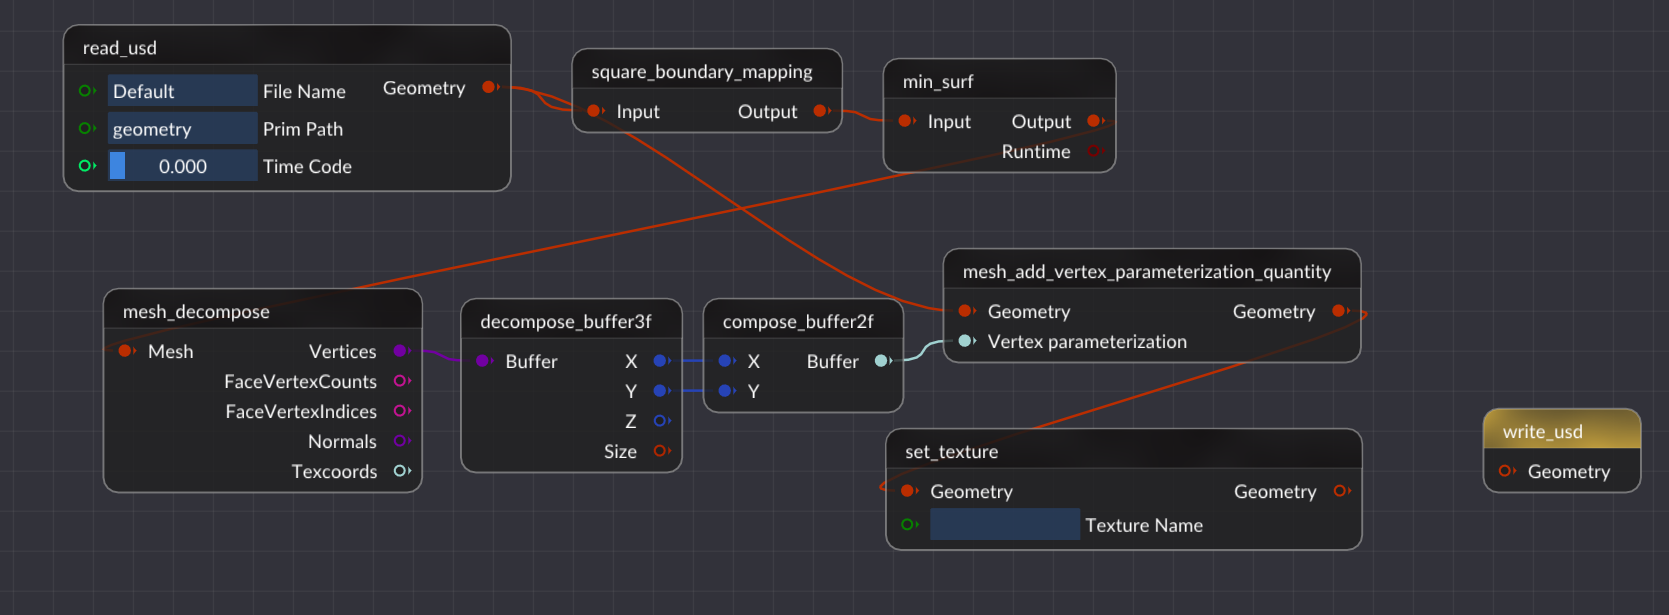 read_usd
Default File Name Geometry
geometry Prim Path
0.000 Time Code
square_boundary_mapping
Input Output
min_surf
Input Output
Runtime
mesh_decompose
Mesh Vertices
FaceVertexCounts
FaceVertexIndices
Normals
Texcoords
decompose_buffer3f
Buffer X
Y
Z
Size
compose_buffer2f
X Buffer
Y
mesh_add_vertex_parameterization_quantity
Geometry Geometry
Vertex parameterization
set_texture
Geometry Geometry
Texture Name
write_usd
Geometry